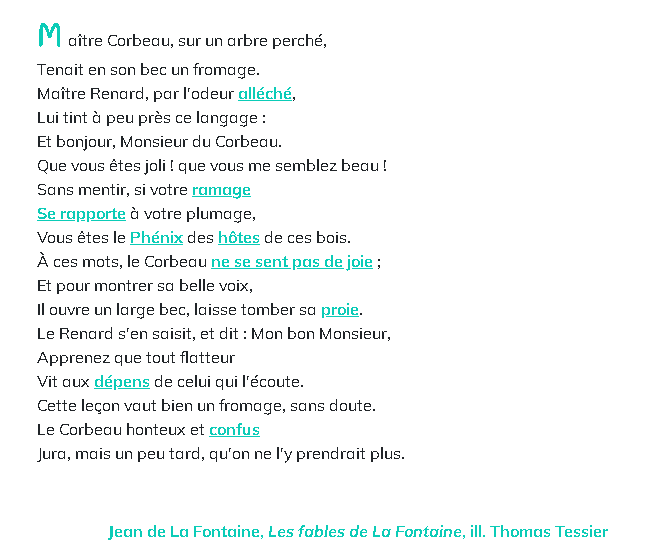 Maître Corbeau, sur un arbre perché,
Tenait en son bec un fromage.
Maître Renard, par l'odeur alléché,
Lui tint à peu près ce langage :
Et bonjour, Monsieur du Corbeau.
Que vous êtes joli ! que vous me semblez beau !
Sans mentir, si votre ramage
Se rapporte à votre plumage,
Vous êtes le Phénix des hôtes de ces bois.
À ces mots, le Corbeau ne se sent pas de joie ;
Et pour montrer sa belle voix,
Il ouvre un large bec, laisse tomber sa proie.
Le Renard s'en saisit, et dit : Mon bon Monsieur,
Apprenez que tout flatteur
Vit aux dépens de celui qui l'écoute.
Cette leçon vaut bien un fromage, sans doute.
Le Corbeau honteux et confus
Jura, mais un peu tard, qu'on ne l'y prendrait plus.
Jean de La Fontaine, Les fables de La Fontaine, ill. Thomas Tessier